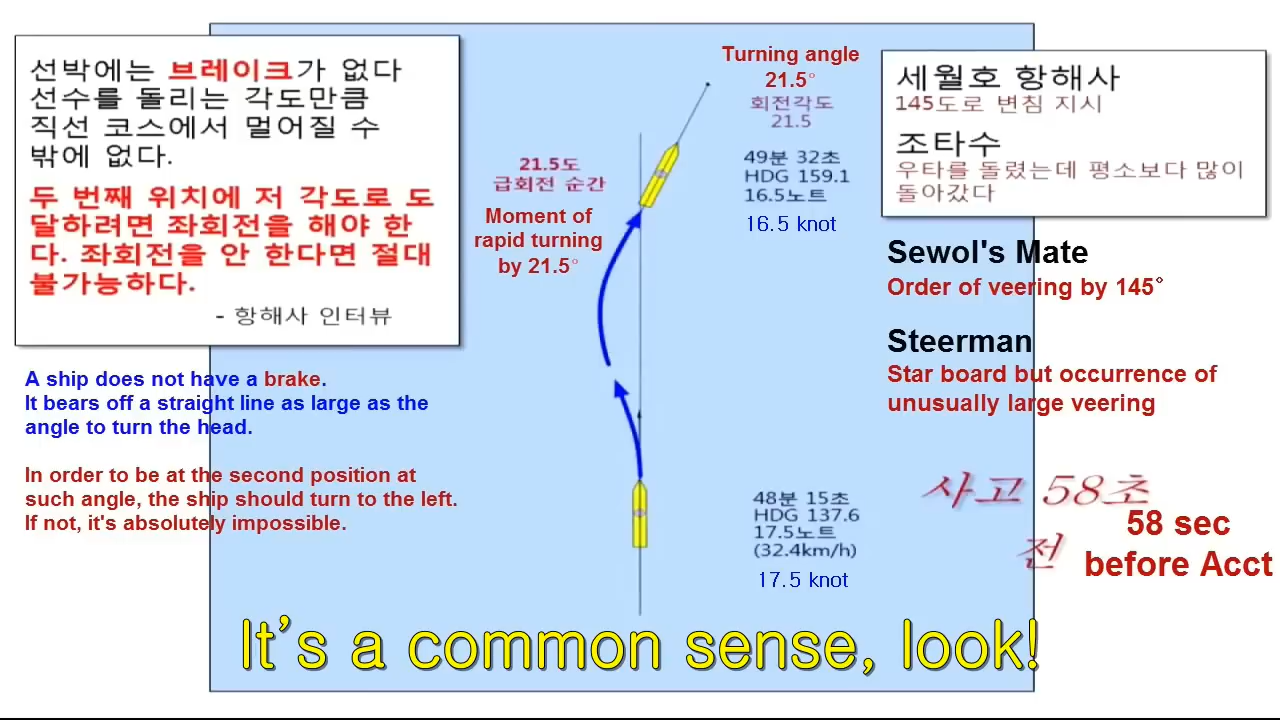 선박에는 브레이크가 없다
선수를 돌리는 각도만큼
직선 코스에서 멀어질 수
밖에 없다.
두 번째 위치에 저 각도로 도
달하려면 좌회전을 해야 한
다. 좌회전을 안 한다면 절대
불가능하다.
- 항해사 인터뷰
A ship does not have a brake.
It bears off a straight line as large as the
angle to turn the head.
In order to be at the second position at
such angle, the ship should turn to the left.
If not, it's absolutely impossible.
21.5도
급회전 순간
Moment of
rapid turning
by 21.5°
Turning angle
21.5°
회전각도
21.5
49분 32초
HDG 159.1
16.5노트
16.5 knot
48분 15초
HDG 137.6
17.5노트
(32.4km/h)
17.5 knot
세월호 항해사
145도로 변침 지시
조타수
우타를 돌렸는데 평소보다 많이
돌아갔다
Sewol's Mate
Order of veering by 145°
Steerman
Star board but occurrence of
unusually large veering
사고 58초
전
58 sec
before Acct
It's a common sense, look!